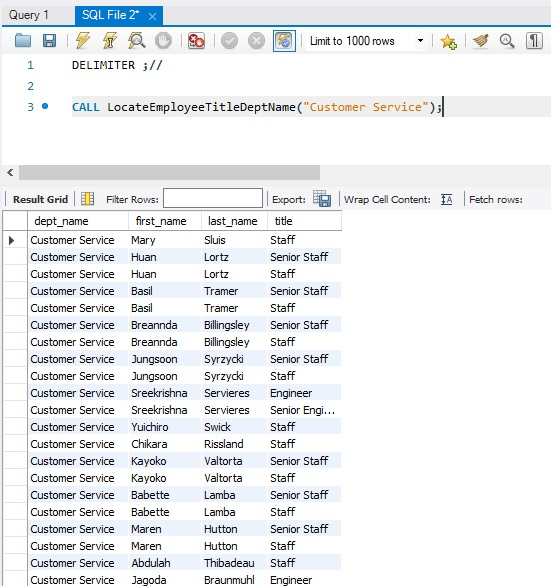 Query 1 SQL File 2*
Limit to 1000 rows
1 DELIMITER ;//
2
3 CALL LocateEmployeeTitleDeptName("Customer Service");
Result Grid Filter Rows: Export: Wrap Cell Content: Fetch rows:
dept_name first_name last_name title
Customer Service Mary Sluis Staff
Customer Service Huan Lortz Senior Staff
Customer Service Huan Lortz Staff
Customer Service Basil Tramer Senior Staff
Customer Service Basil Tramer Staff
Customer Service Breannda Billingsley Senior Staff
Customer Service Breannda Billingsley Staff
Customer Service Jungsoon Syrzycki Senior Staff
Customer Service Jungsoon Syrzycki Staff
Customer Service Sreekrishna Servieres Engineer
Customer Service Sreekrishna Servieres Senior Engi...
Customer Service Yuichiro Swick Staff
Customer Service Chikara Rissland Staff
Customer Service Kayoko Valtorta Senior Staff
Customer Service Kayoko Valtorta Staff
Customer Service Babette Lamba Senior Staff
Customer Service Babette Lamba Staff
Customer Service Maren Hutton Senior Staff
Customer Service Maren Hutton Staff
Customer Service Abdulah Thibadeau Staff
Customer Service Jagoda Braunmuhl Engineer